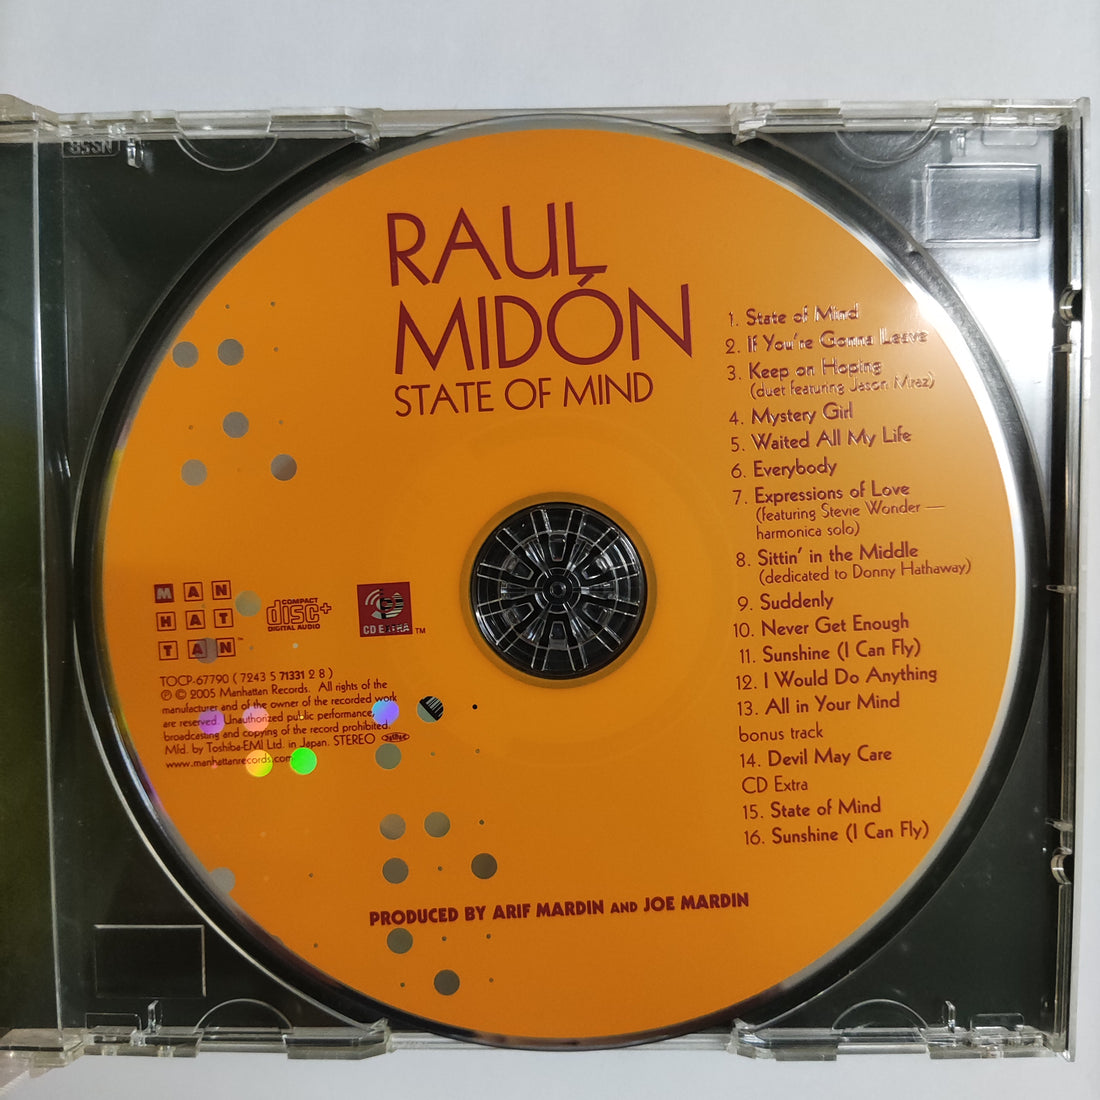 RAUL
MIDÓN
STATE OF MIND
1. State of Mind
2. If You're Gonna Leave
3. Keep on Hoping
(duet featuring Jason Mraz)
4. Mystery Girl
5. Waited All My Life
6. Everybody
7. Expressions of Love
(featuring Stevie Wonder —
harmonica solo)
8. Sittin' in the Middle
(dedicated to Donny Hathaway)
9. Suddenly
10. Never Get Enough
11. Sunshine (I Can Fly)
12. I Would Do Anything
13. All in Your Mind
bonus track
14. Devil May Care
CD Extra
15. State of Mind
16. Sunshine (I Can Fly)
MAN
HAT
TAN™
COMPACT
disc+
DIGITAL AUDIO
CD EXTRA TM
TOCP-67790 ( 7243 5 71331 2 8 )
℗ © 2005 Manhattan Records. All rights of the
manufacturer and of the owner of the recorded work
are reserved. Unauthorized public performance,
broadcasting and copying of the record prohibited.
Mfd. by Toshiba-EMI Ltd. in Japan. STEREO
www.manhattanrecords.com
PRODUCED BY ARIF MARDIN AND JOE MARDIN